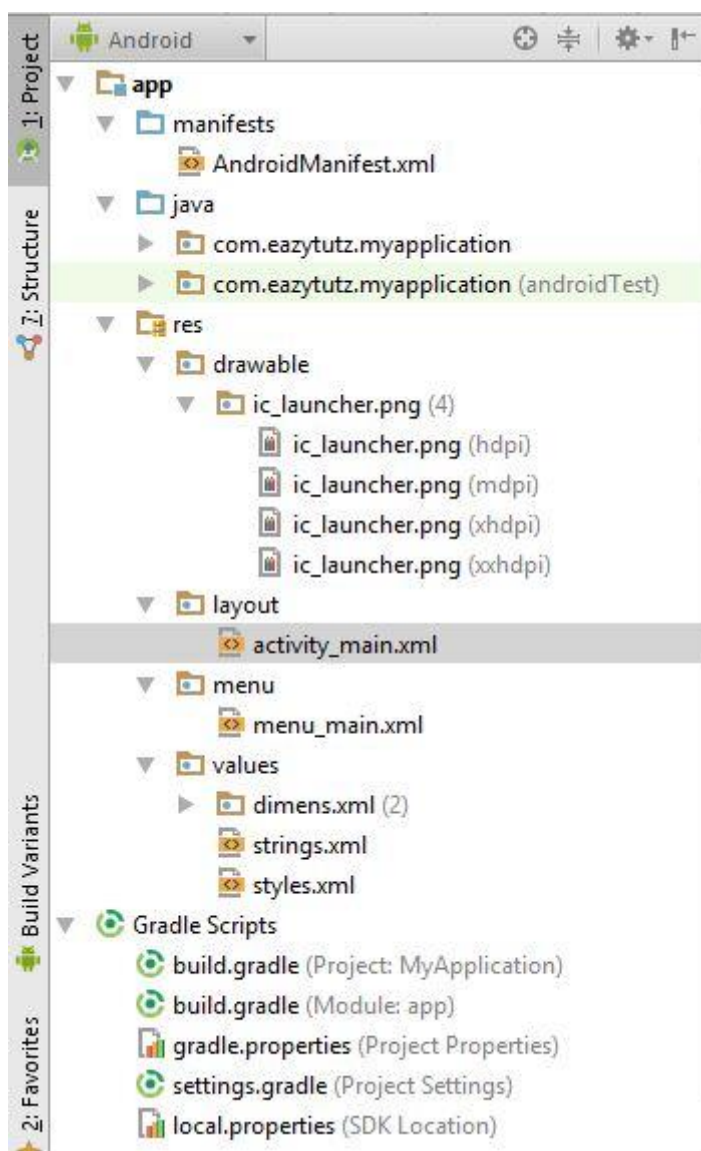 Android
app
manifests
AndroidManifest.xml
java
com.eazytutz.myapplication
com.eazytutz.myapplication (androidTest)
res
drawable
ic_launcher.png (4)
ic_launcher.png (hdpi)
ic_launcher.png (mdpi)
ic_launcher.png (xhdpi)
ic_launcher.png (xxhdpi)
layout
activity_main.xml
menu
menu_main.xml
values
dimens.xml (2)
strings.xml
styles.xml
Gradle Scripts
build.gradle (Project: MyApplication)
build.gradle (Module: app)
gradle.properties (Project Properties)
settings.gradle (Project Settings)
local.properties (SDK Location)
1: Project
7: Structure
Build Variants
2: Favorites